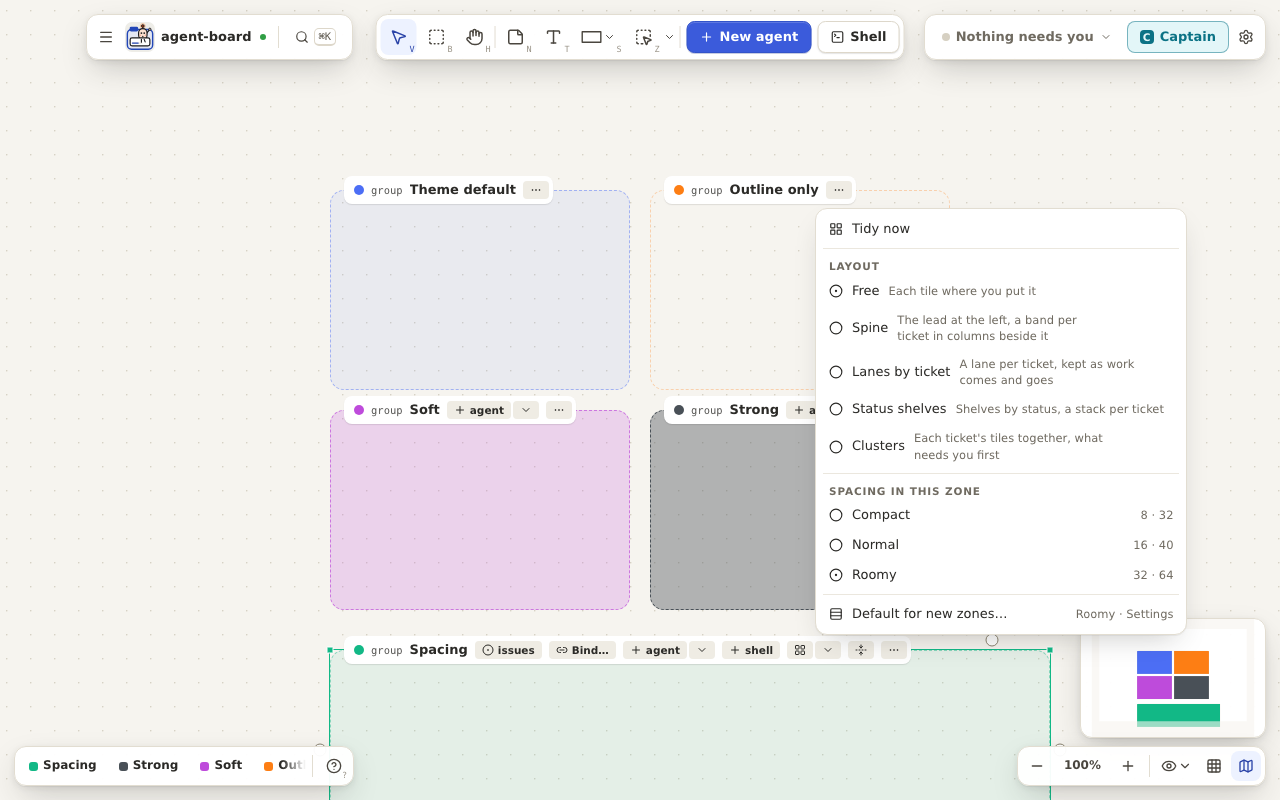 agent-board
⌘K
V
B
H
N
T
S
Z
New agent
Shell
Nothing needs you
C Captain
group Theme default
group Outline only
Tidy now
LAYOUT
Free Each tile where you put it
Spine The lead at the left, a band per
ticket in columns beside it
Lanes by ticket A lane per ticket, kept as work
comes and goes
Status shelves Shelves by status, a stack per ticket
Clusters Each ticket's tiles together, what
needs you first
SPACING IN THIS ZONE
Compact 8 · 32
Normal 16 · 40
Roomy 32 · 64
Default for new zones… Roomy · Settings
group Soft + agent
group Strong + a
group Spacing issues Bind… + agent + shell
Spacing Strong Soft Out
?
100%